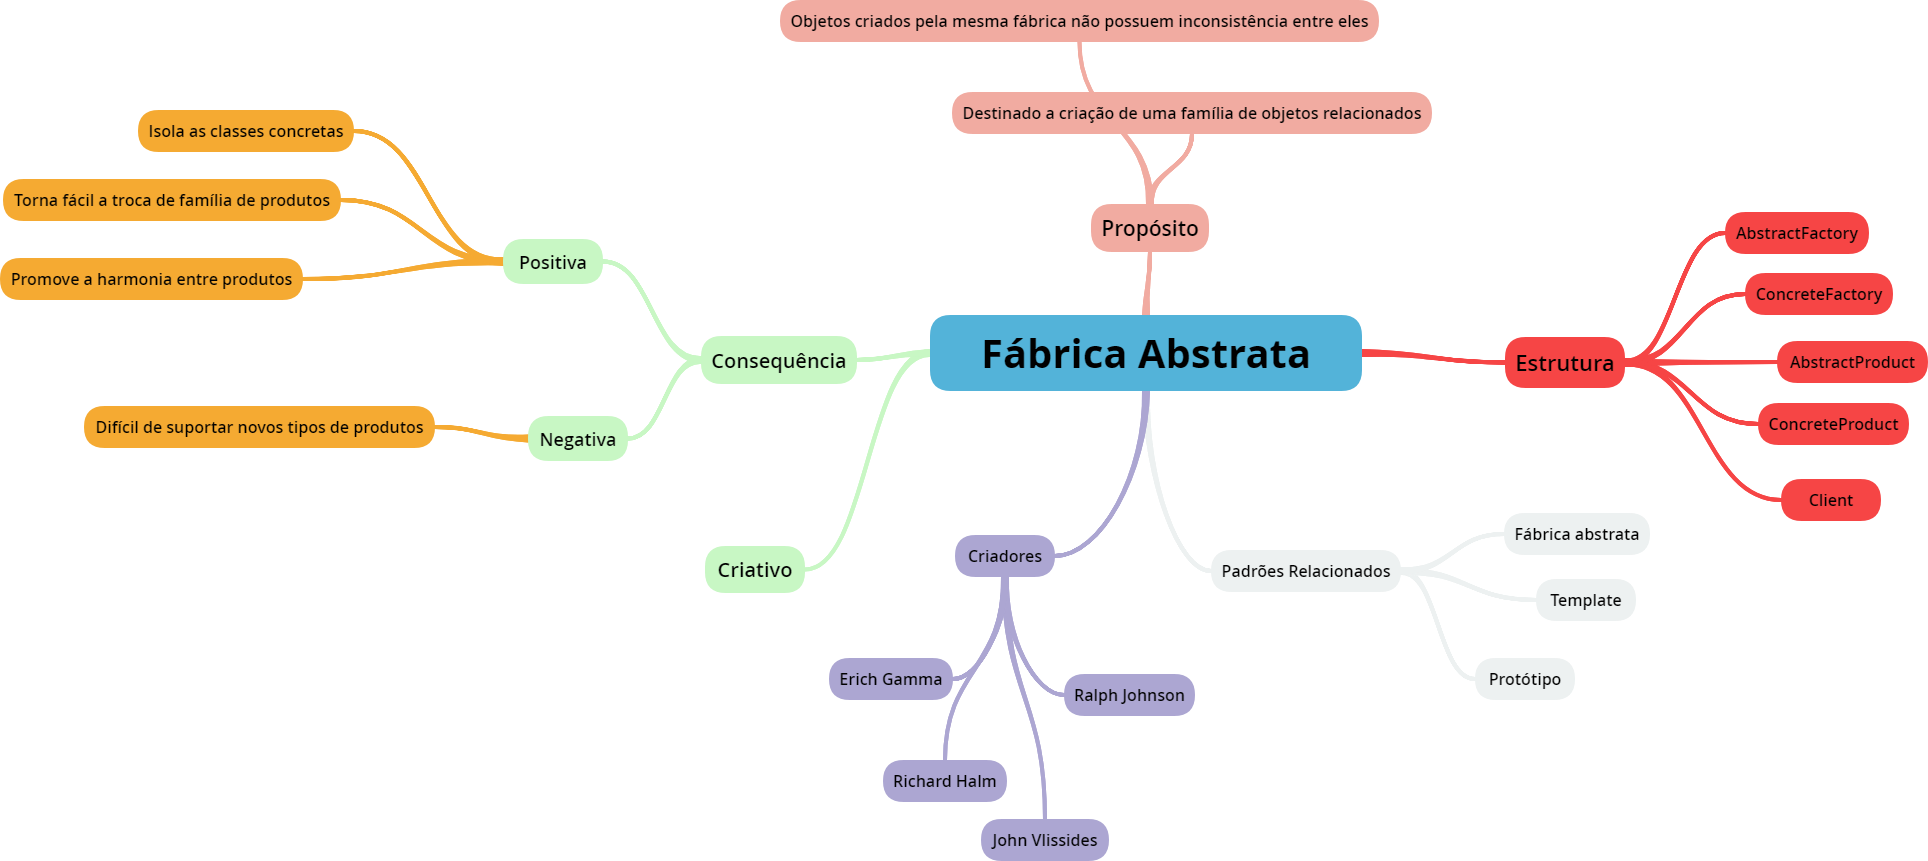 Objetos criados pela mesma fábrica não possuem inconsistência entre eles
Destinado a criação de uma família de objetos relacionados
Propósito
Fábrica Abstrata
Isola as classes concretas
Torna fácil a troca de família de produtos
Promove a harmonia entre produtos
Positiva
Consequência
Difícil de suportar novos tipos de produtos
Negativa
Criativo
Estrutura
AbstractFactory
ConcreteFactory
AbstractProduct
ConcreteProduct
Client
Criadores
Erich Gamma
Ralph Johnson
Richard Halm
John Vlissides
Padrões Relacionados
Fábrica abstrata
Template
Protótipo